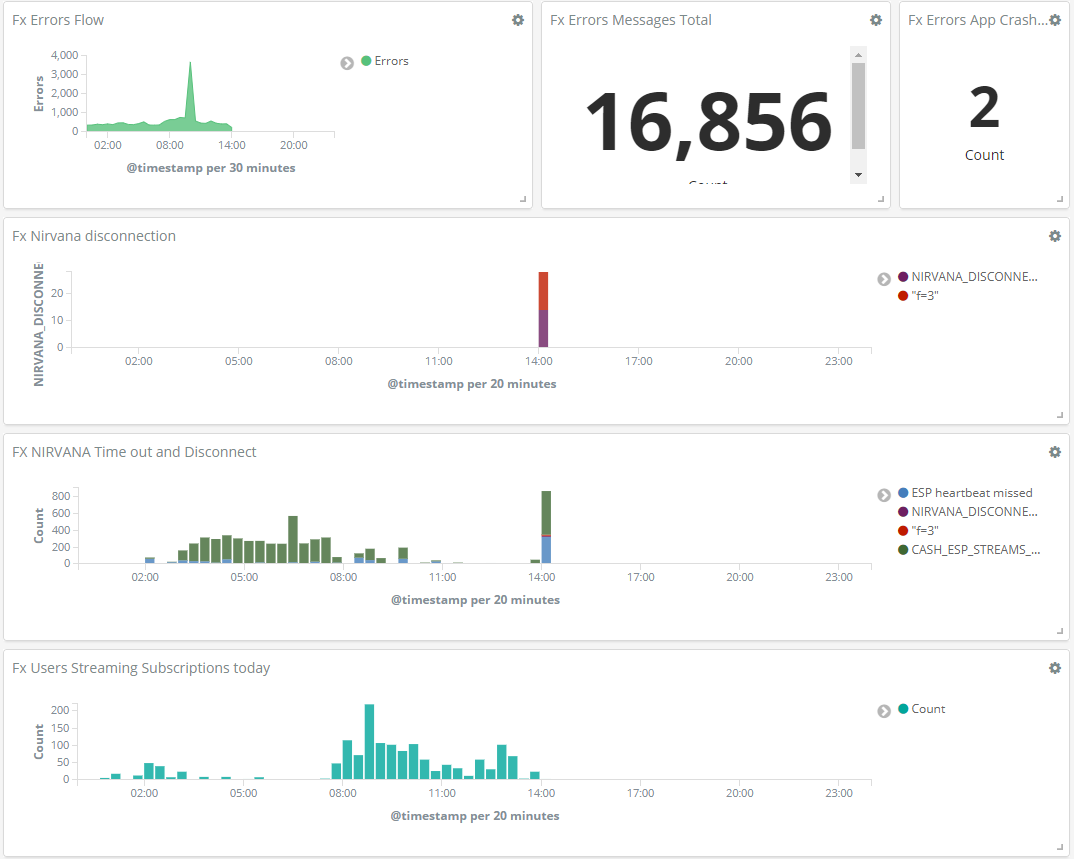 Fx Errors Flow
4,000
3,000
2,000
1,000
0
Errors
02:00 08:00 14:00 20:00
@timestamp per 30 minutes
Errors
Fx Errors Messages Total
16,856
Count
Fx Errors App Crash...
2
Count
Fx Nirvana disconnection
20
10
0
NIRVANA_DISCONNE
02:00 05:00 08:00 11:00 14:00 17:00 20:00 23:00
@timestamp per 20 minutes
NIRVANA_DISCONNE...
"f=3"
FX NIRVANA Time out and Disconnect
800
600
400
200
0
Count
02:00 05:00 08:00 11:00 14:00 17:00 20:00 23:00
@timestamp per 20 minutes
ESP heartbeat missed
NIRVANA_DISCONNE...
"f=3"
CASH_ESP_STREAMS_...
Fx Users Streaming Subscriptions today
200
150
100
50
0
Count
02:00 05:00 08:00 11:00 14:00 17:00 20:00 23:00
@timestamp per 20 minutes
Count